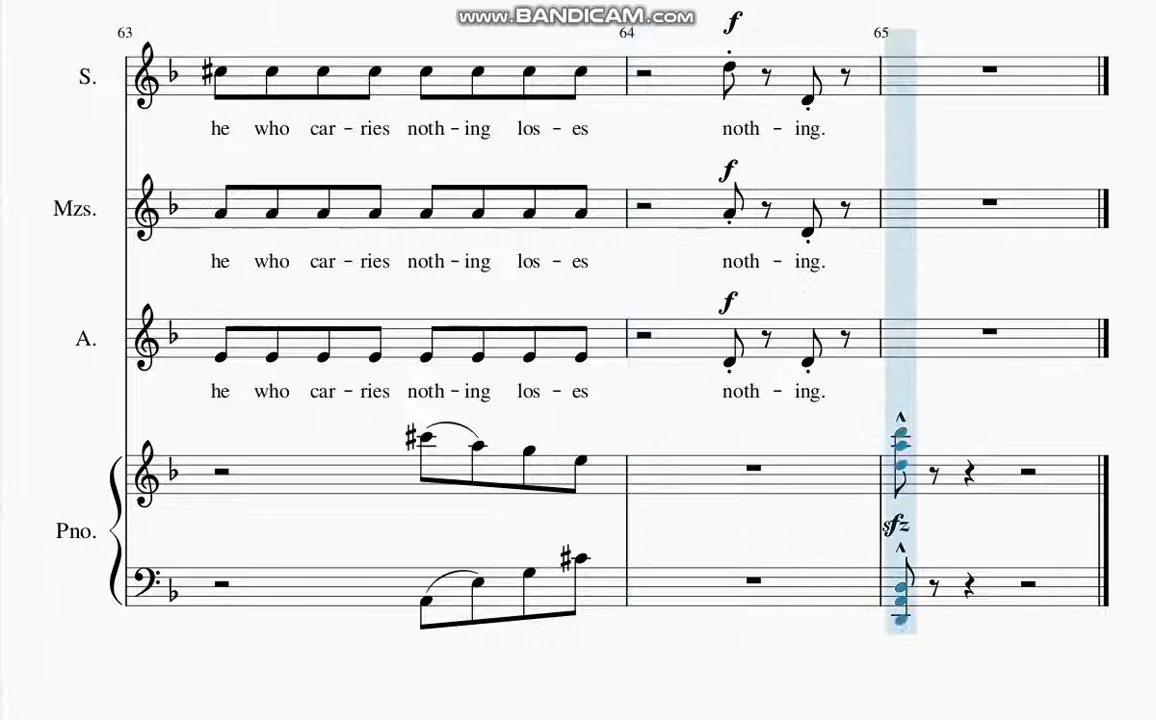 www.BANDICAM.com
f
63 64 65
S.
he who car – ries noth – ing los – es noth – ing.
f
Mzs.
he who car – ries noth – ing los – es noth – ing.
f
A.
he who car – ries noth – ing los – es noth – ing.
Pno.
sfz